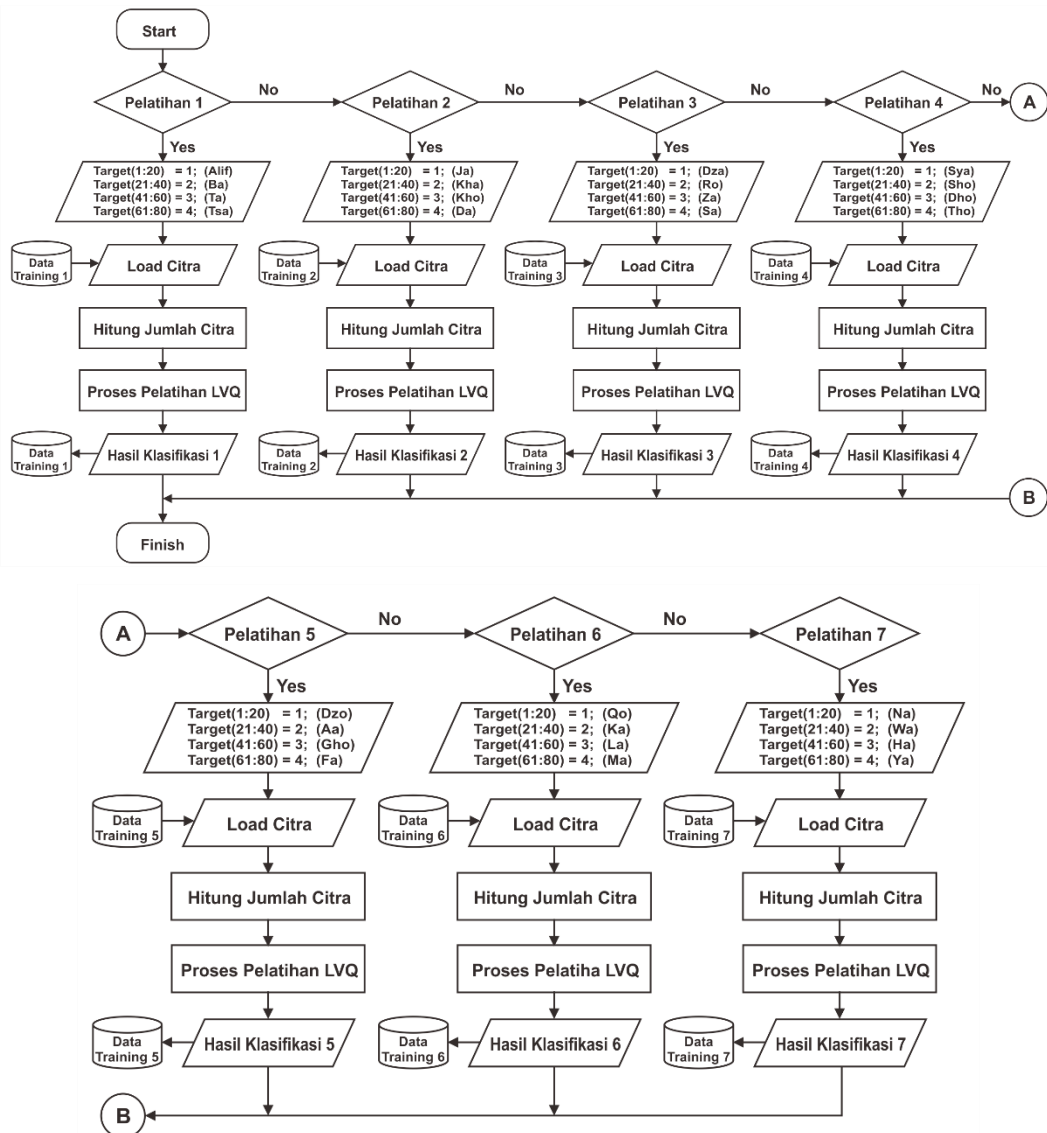 Start
Pelatihan 1
No
Pelatihan 2
No
Pelatihan 3
No
Pelatihan 4
No
A
Yes
Yes
Yes
Yes
Target(1:20) = 1; (Alif)
Target(21:40) = 2; (Ba)
Target(41:60) = 3; (Ta)
Target(61:80) = 4; (Tsa)
Target(1:20) = 1; (Ja)
Target(21:40) = 2; (Kha)
Target(41:60) = 3; (Kho)
Target(61:80) = 4; (Da)
Target(1:20) = 1; (Dza)
Target(21:40) = 2; (Ro)
Target(41:60) = 3; (Za)
Target(61:80) = 4; (Sa)
Target(1:20) = 1; (Sya)
Target(21:40) = 2; (Sho)
Target(41:60) = 3; (Dho)
Target(61:80) = 4; (Tho)
Data
Training 1
Load Citra
Data
Training 2
Load Citra
Data
Training 3
Load Citra
Data
Training 4
Load Citra
Hitung Jumlah Citra
Hitung Jumlah Citra
Hitung Jumlah Citra
Hitung Jumlah Citra
Proses Pelatihan LVQ
Proses Pelatihan LVQ
Proses Pelatihan LVQ
Proses Pelatihan LVQ
Data
Training 1
Hasil Klasifikasi 1
Data
Training 2
Hasil Klasifikasi 2
Data
Training 3
Hasil Klasifikasi 3
Data
Training 4
Hasil Klasifikasi 4
B
Finish
A
Pelatihan 5
No
Pelatihan 6
No
Pelatihan 7
Yes
Yes
Yes
Target(1:20) = 1; (Dzo)
Target(21:40) = 2; (Aa)
Target(41:60) = 3; (Gho)
Target(61:80) = 4; (Fa)
Target(1:20) = 1; (Qo)
Target(21:40) = 2; (Ka)
Target(41:60) = 3; (La)
Target(61:80) = 4; (Ma)
Target(1:20) = 1; (Na)
Target(21:40) = 2; (Wa)
Target(41:60) = 3; (Ha)
Target(61:80) = 4; (Ya)
Data
Training 5
Load Citra
Data
Training 6
Load Citra
Data
Training 7
Load Citra
Hitung Jumlah Citra
Hitung Jumlah Citra
Hitung Jumlah Citra
Proses Pelatihan LVQ
Proses Pelatiha LVQ
Proses Pelatihan LVQ
Data
Training 5
Hasil Klasifikasi 5
Data
Training 6
Hasil Klasifikasi 6
Data
Training 7
Hasil Klasifikasi 7
B